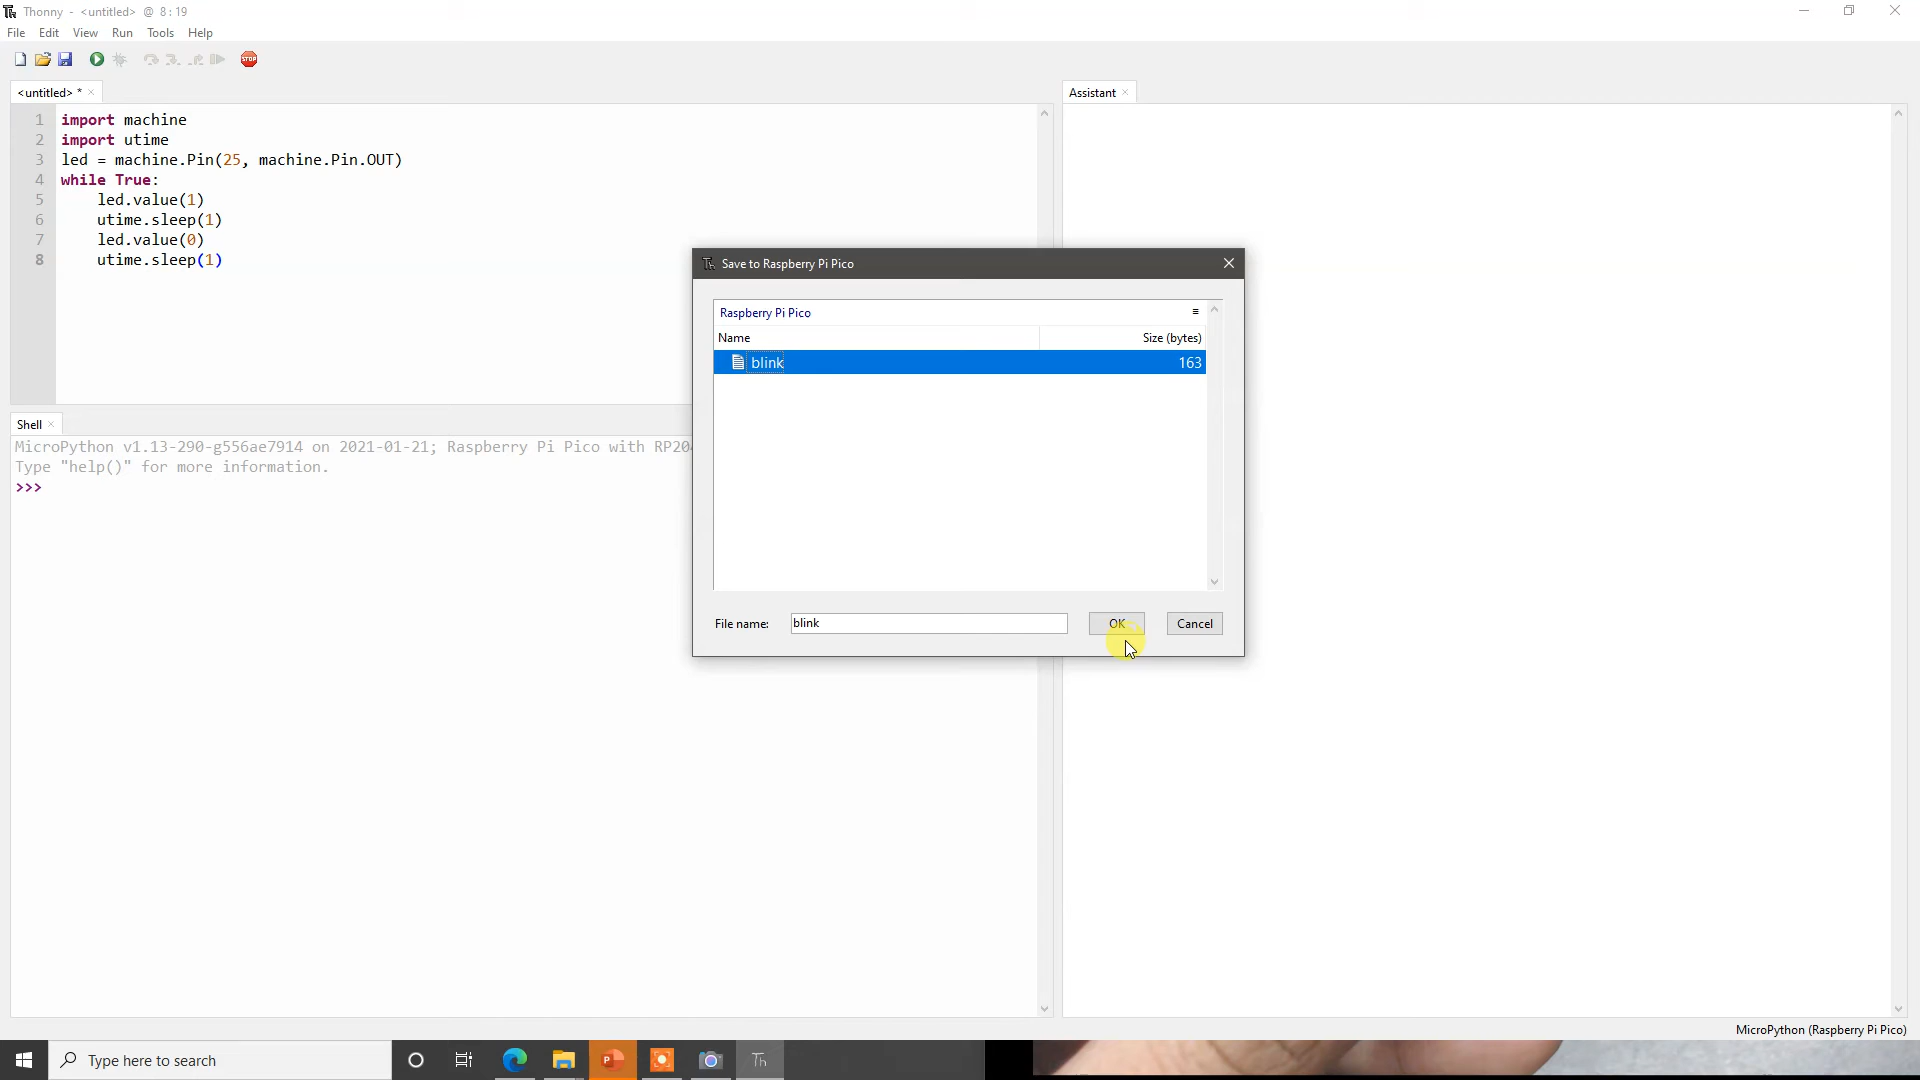 Thonny - <untitled> @ 8:19
File Edit View Run Tools Help
STOP
<untitled> *
1 import machine
2 import utime
3 led = machine.Pin(25, machine.Pin.OUT)
4 while True:
5     led.value(1)
6     utime.sleep(1)
7     led.value(0)
8     utime.sleep(1)
Assistant
Save to Raspberry Pi Pico
Raspberry Pi Pico
Name Size (bytes)
blink 163
File name: blink OK Cancel
Shell
MicroPython v1.13-290-g556ae7914 on 2021-01-21; Raspberry Pi Pico with
Type "help()" for more information.
>>>
MicroPython (Raspberry Pi Pico)
Type here to search